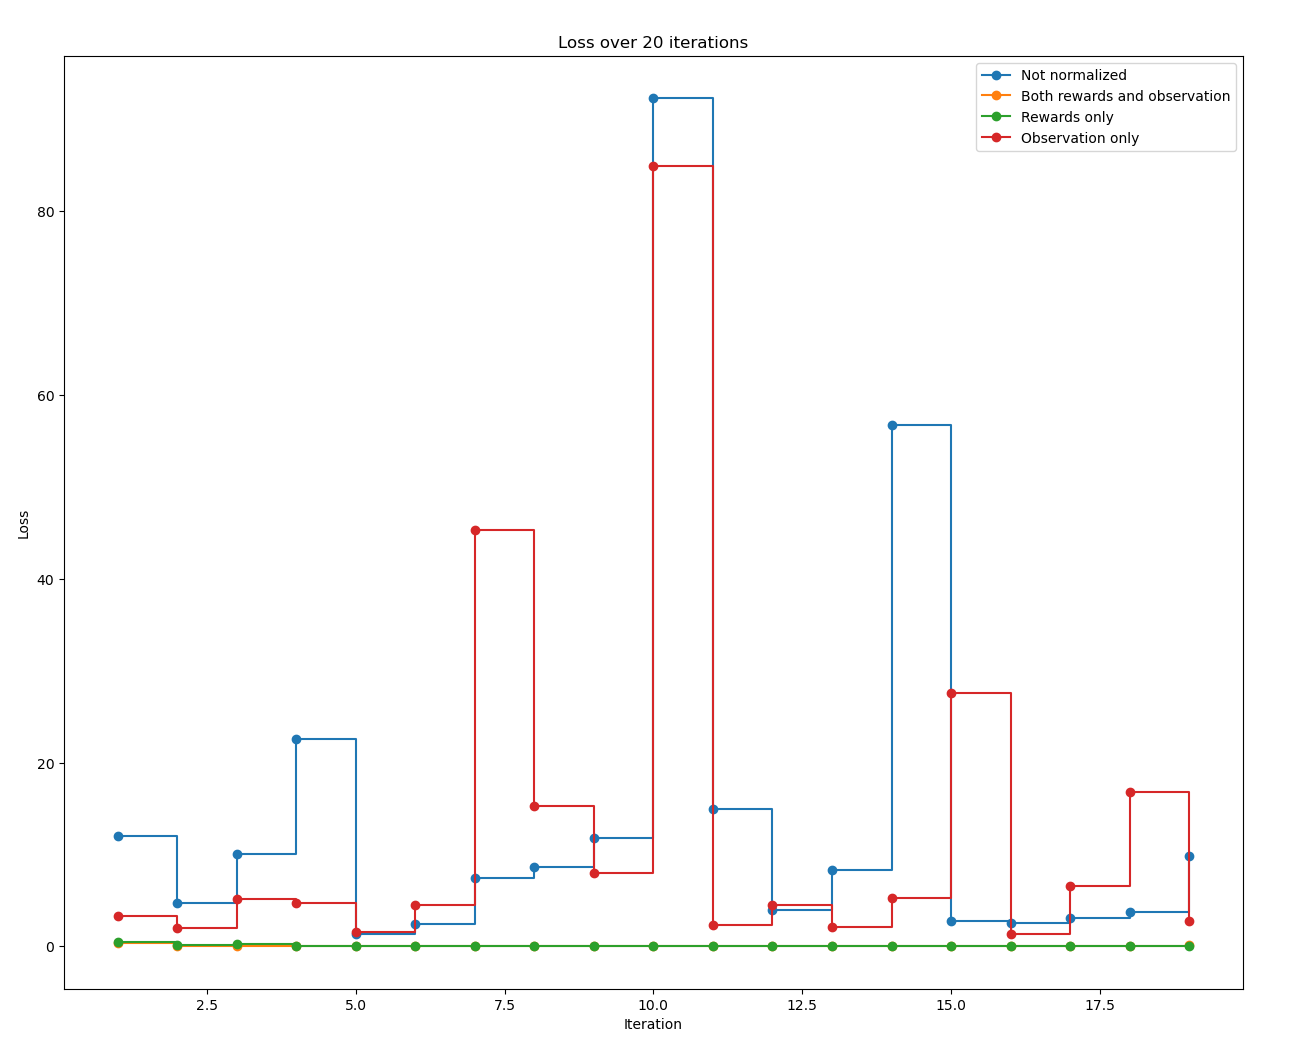 Loss over 20 iterations
Not normalized
Both rewards and observation
Rewards only
Observation only
80
60
40
20
0
Loss
2.5 5.0 7.5 10.0 12.5 15.0 17.5
Iteration